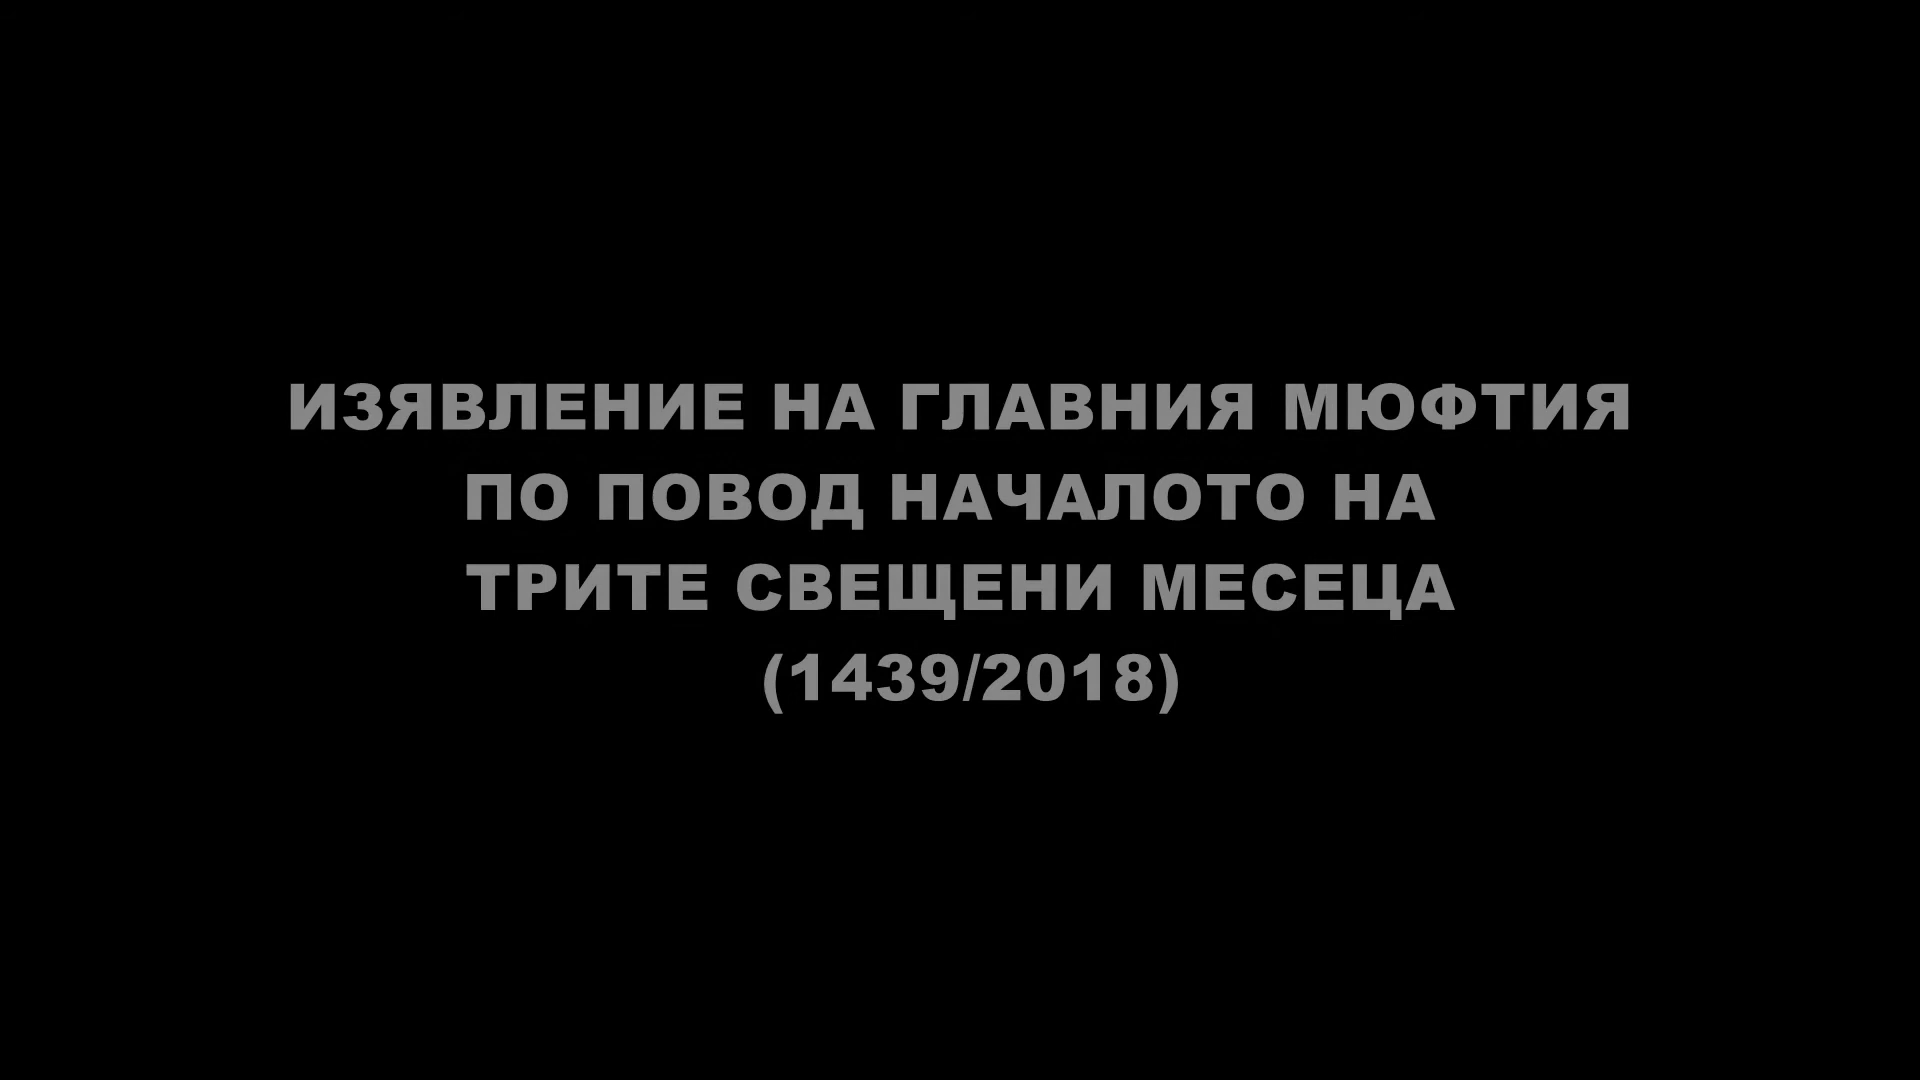 ИЗЯВЛЕНИЕ НА ГЛАВНИЯ МЮФТИЯ
ПО ПОВОД НАЧАЛОТО НА
ТРИТЕ СВЕЩЕНИ МЕСЕЦА
(1439/2018)